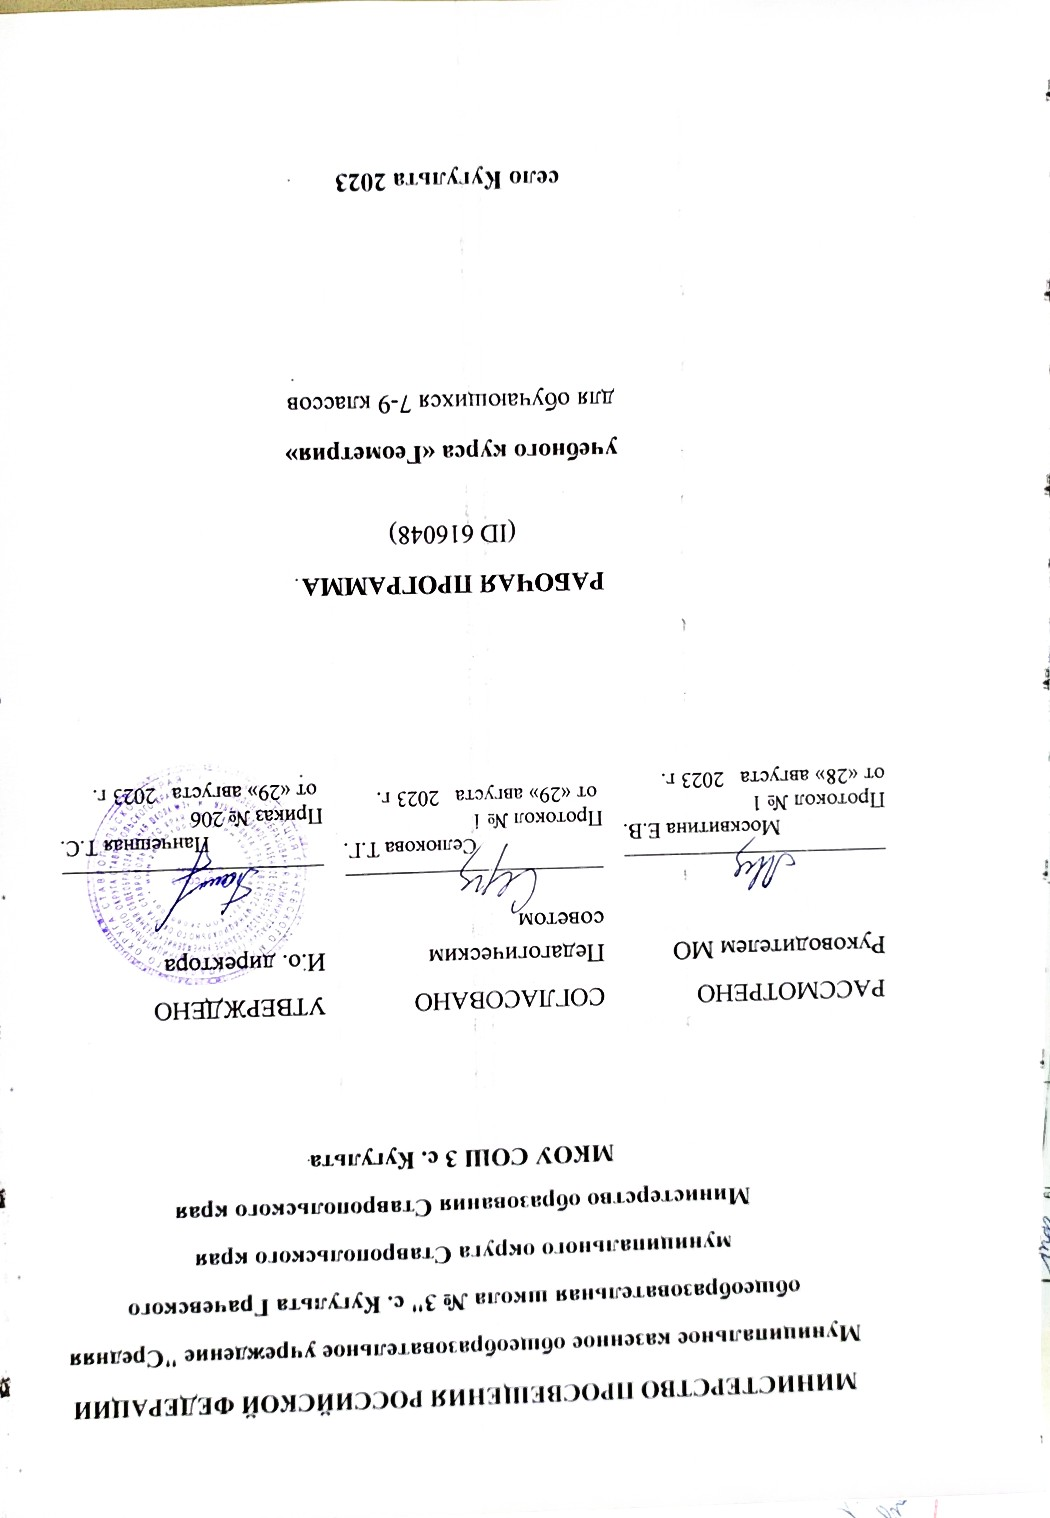 МИНИСТЕРСТВО ПРОСВЕЩЕНИЯ РОССИЙСКОЙ ФЕДЕРАЦИИ
Муниципальное казенное общеобразовательное учреждение "Средняя
общеобразовательная школа № 3" с. Кугульта Грачевского
муниципального округа Ставропольского края
Министерство образования Ставропольского края
МКОУ СОШ 3 с. Кугульта
РАССМОТРЕНО
Руководителем МО
Москвитина Е.В.
Протокол № 1
от «28» августа 2023 г.
СОГЛАСОВАНО
Педагогическим
советом
Селюкова Т.Г.
Протокол № 1
от «29» августа 2023 г.
УТВЕРЖДЕНО
И.о. директора
Панчешная Т.С.
Приказ № 206
от «29» августа 2023 г.
РАБОЧАЯ ПРОГРАММА
(ID 616048)
учебного курса «Геометрия»
для обучающихся 7-9 классов
село Кугульта 2023